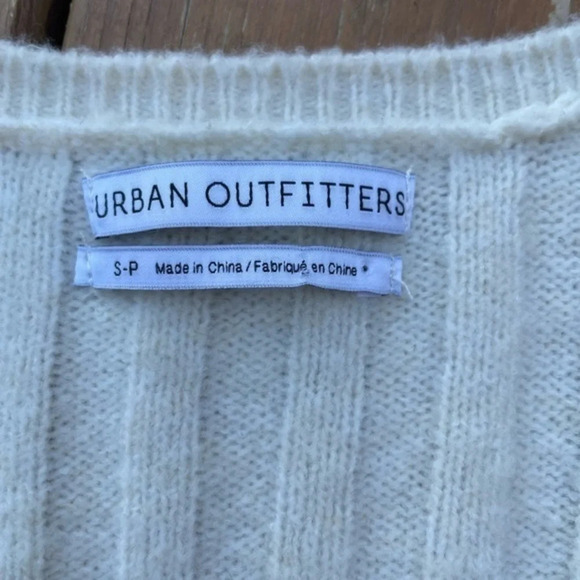 URBAN OUTFITTERS
S-P Made in China / Fabriqué en Chine *